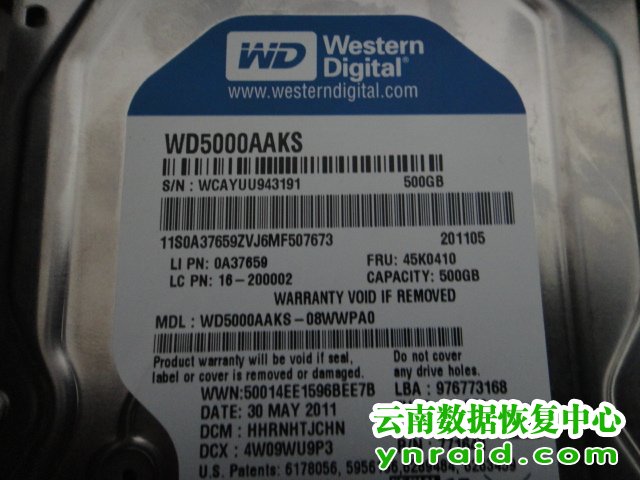 WD Western Digital®
www.westerndigital.com
WD5000AAKS
S/N : WCAYUU943191 500GB
11S0A37659ZVJ6MF507673 201105
LI PN: 0A37659 FRU: 45K0410
LC PN: 16-200002 CAPACITY: 500GB
WARRANTY VOID IF REMOVED
MDL : WD5000AAKS-08WWPA0
Product warranty will be void if seal, label or cover is removed or damaged.
Do not cover any drive holes.
WWN:50014EE1596BEE7B LBA : 976773168
DATE: 30 MAY 2011
DCM : HHRNHTJCHN
DCX : 4W09WU9P3
U.S. Patents: 6178056,
云南数据恢复中心
ynraid.com